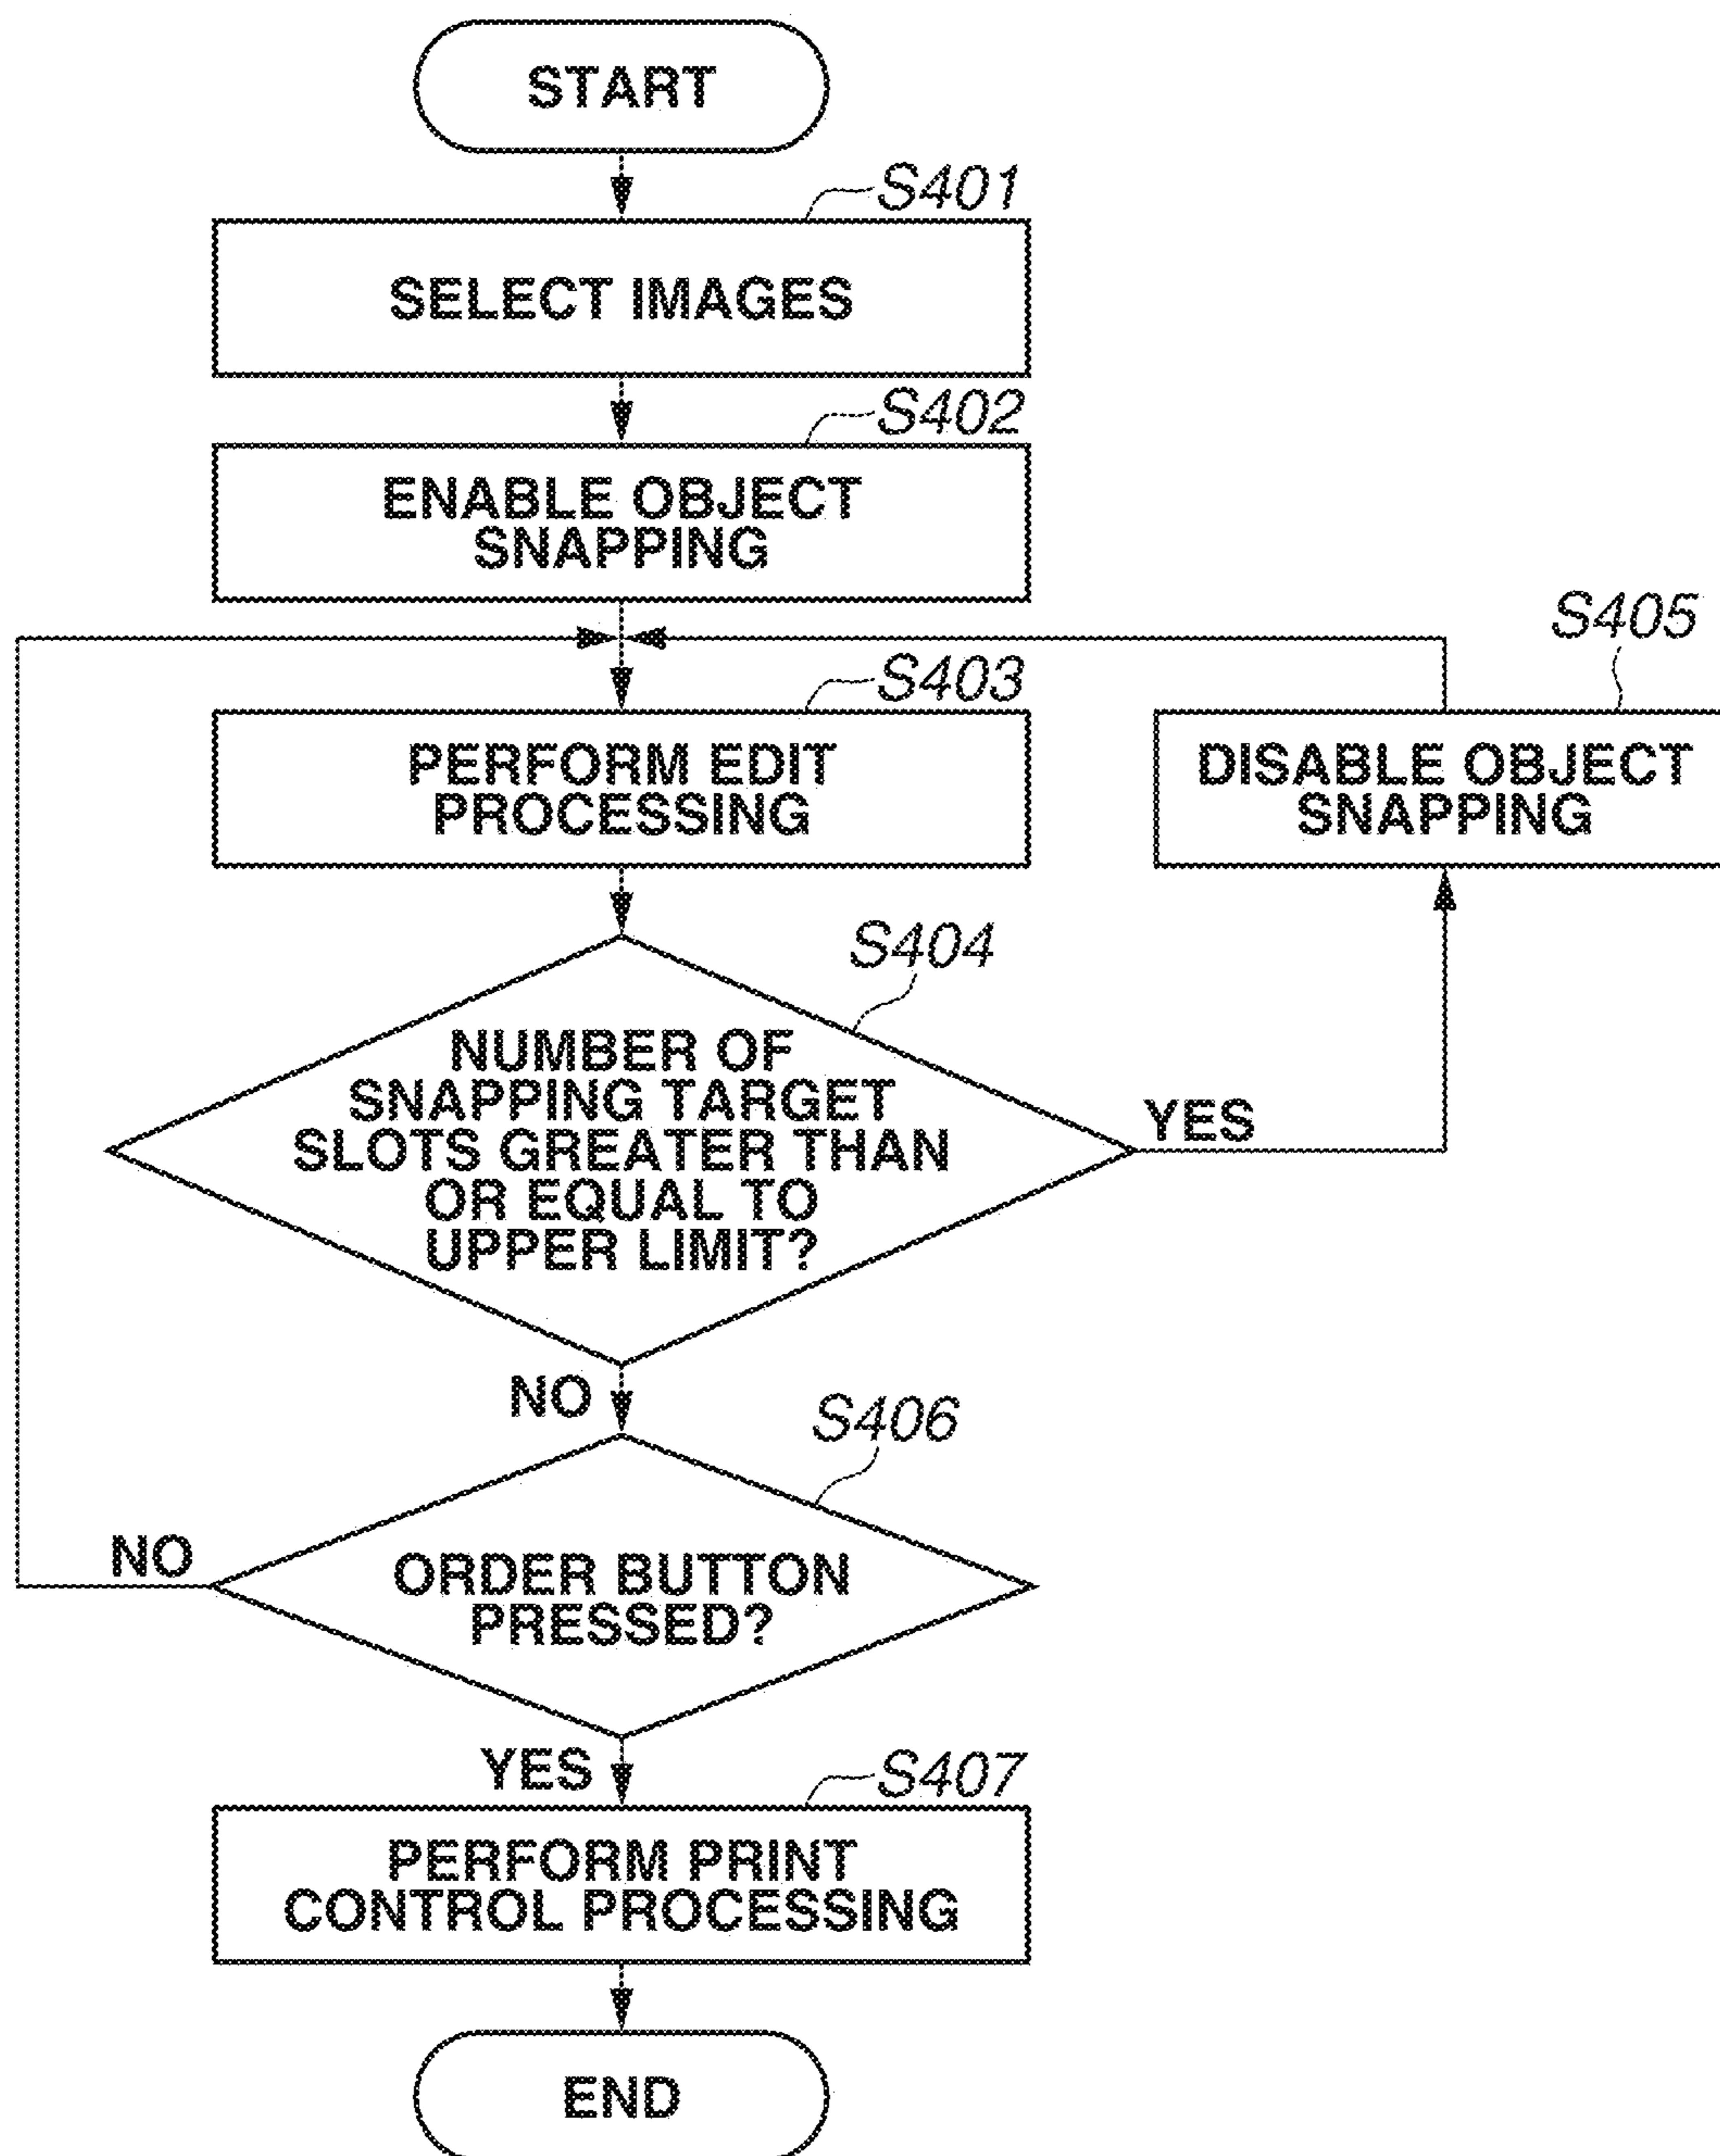 START
S401
SELECT IMAGES
S402
ENABLE OBJECT
SNAPPING
S403
PERFORM EDIT
PROCESSING
S405
DISABLE OBJECT
SNAPPING
S404
NUMBER OF
SNAPPING TARGET
SLOTS GREATER THAN
OR EQUAL TO
UPPER LIMIT?
YES
NO
S406
ORDER BUTTON
PRESSED?
NO
YES
S407
PERFORM PRINT
CONTROL PROCESSING
END